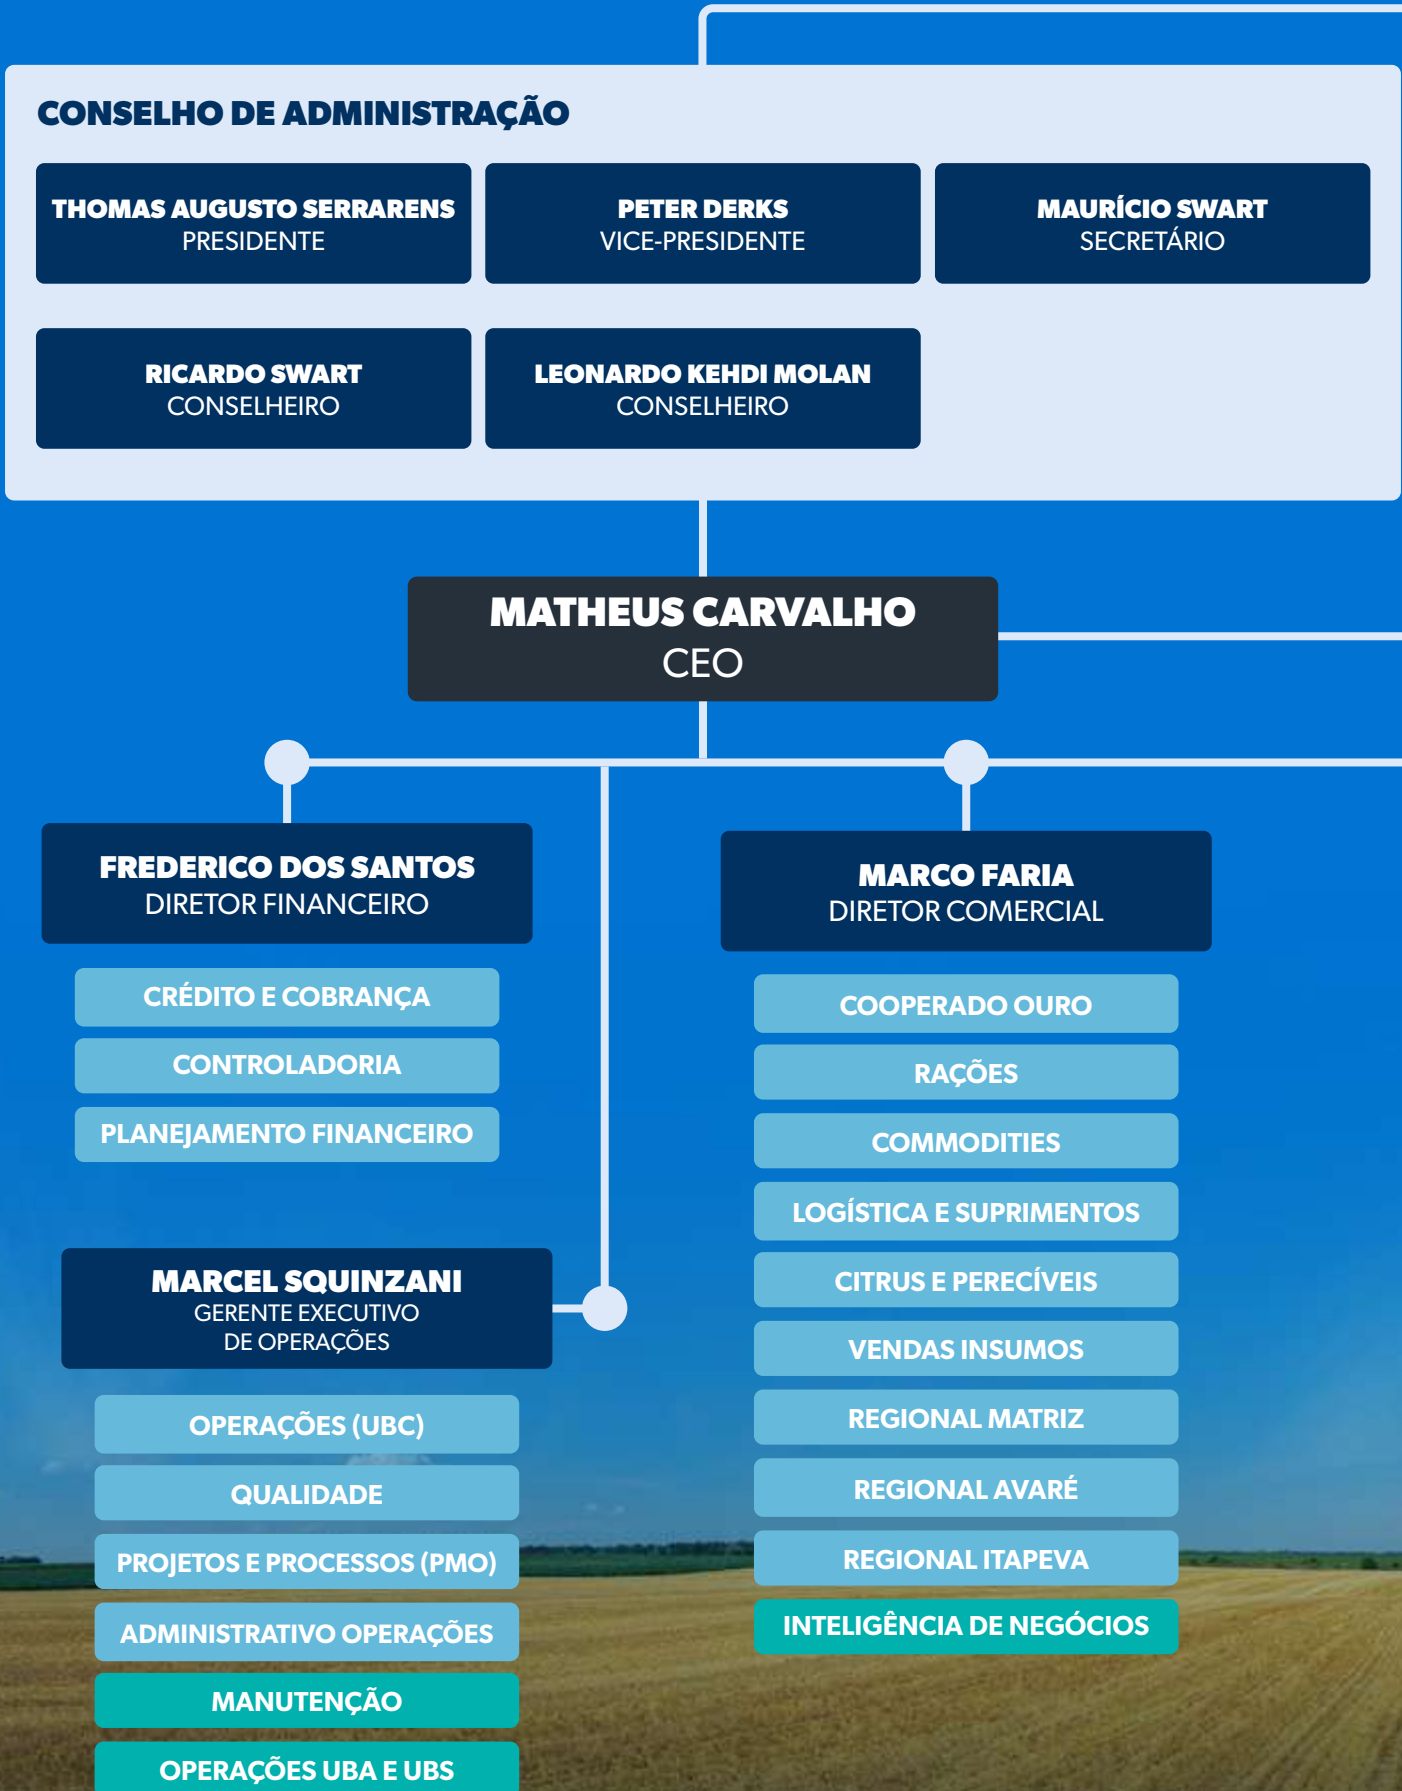 CONSELHO DE ADMINISTRAÇÃO
THOMAS AUGUSTO SERRARENS
PRESIDENTE
PETER DERKS
VICE-PRESIDENTE
MAURÍCIO SWART
SECRETÁRIO
RICARDO SWART
CONSELHEIRO
LEONARDO KEHDI MOLAN
CONSELHEIRO
MATHEUS CARVALHO
CEO
FREDERICO DOS SANTOS
DIRETOR FINANCEIRO
CRÉDITO E COBRANÇA
CONTROLADORIA
PLANEJAMENTO FINANCEIRO
MARCEL SQUINZANI
GERENTE EXECUTIVO
DE OPERAÇÕES
OPERAÇÕES (UBC)
QUALIDADE
PROJETOS E PROCESSOS (PMO)
ADMINISTRATIVO OPERAÇÕES
MANUTENÇÃO
OPERAÇÕES UBA E UBS
MARCO FARIA
DIRETOR COMERCIAL
COOPERADO OURO
RAÇÕES
COMMODITIES
LOGÍSTICA E SUPRIMENTOS
CITRUS E PERECÍVEIS
VENDAS INSUMOS
REGIONAL MATRIZ
REGIONAL AVARÉ
REGIONAL ITAPEVA
INTELIGÊNCIA DE NEGÓCIOS